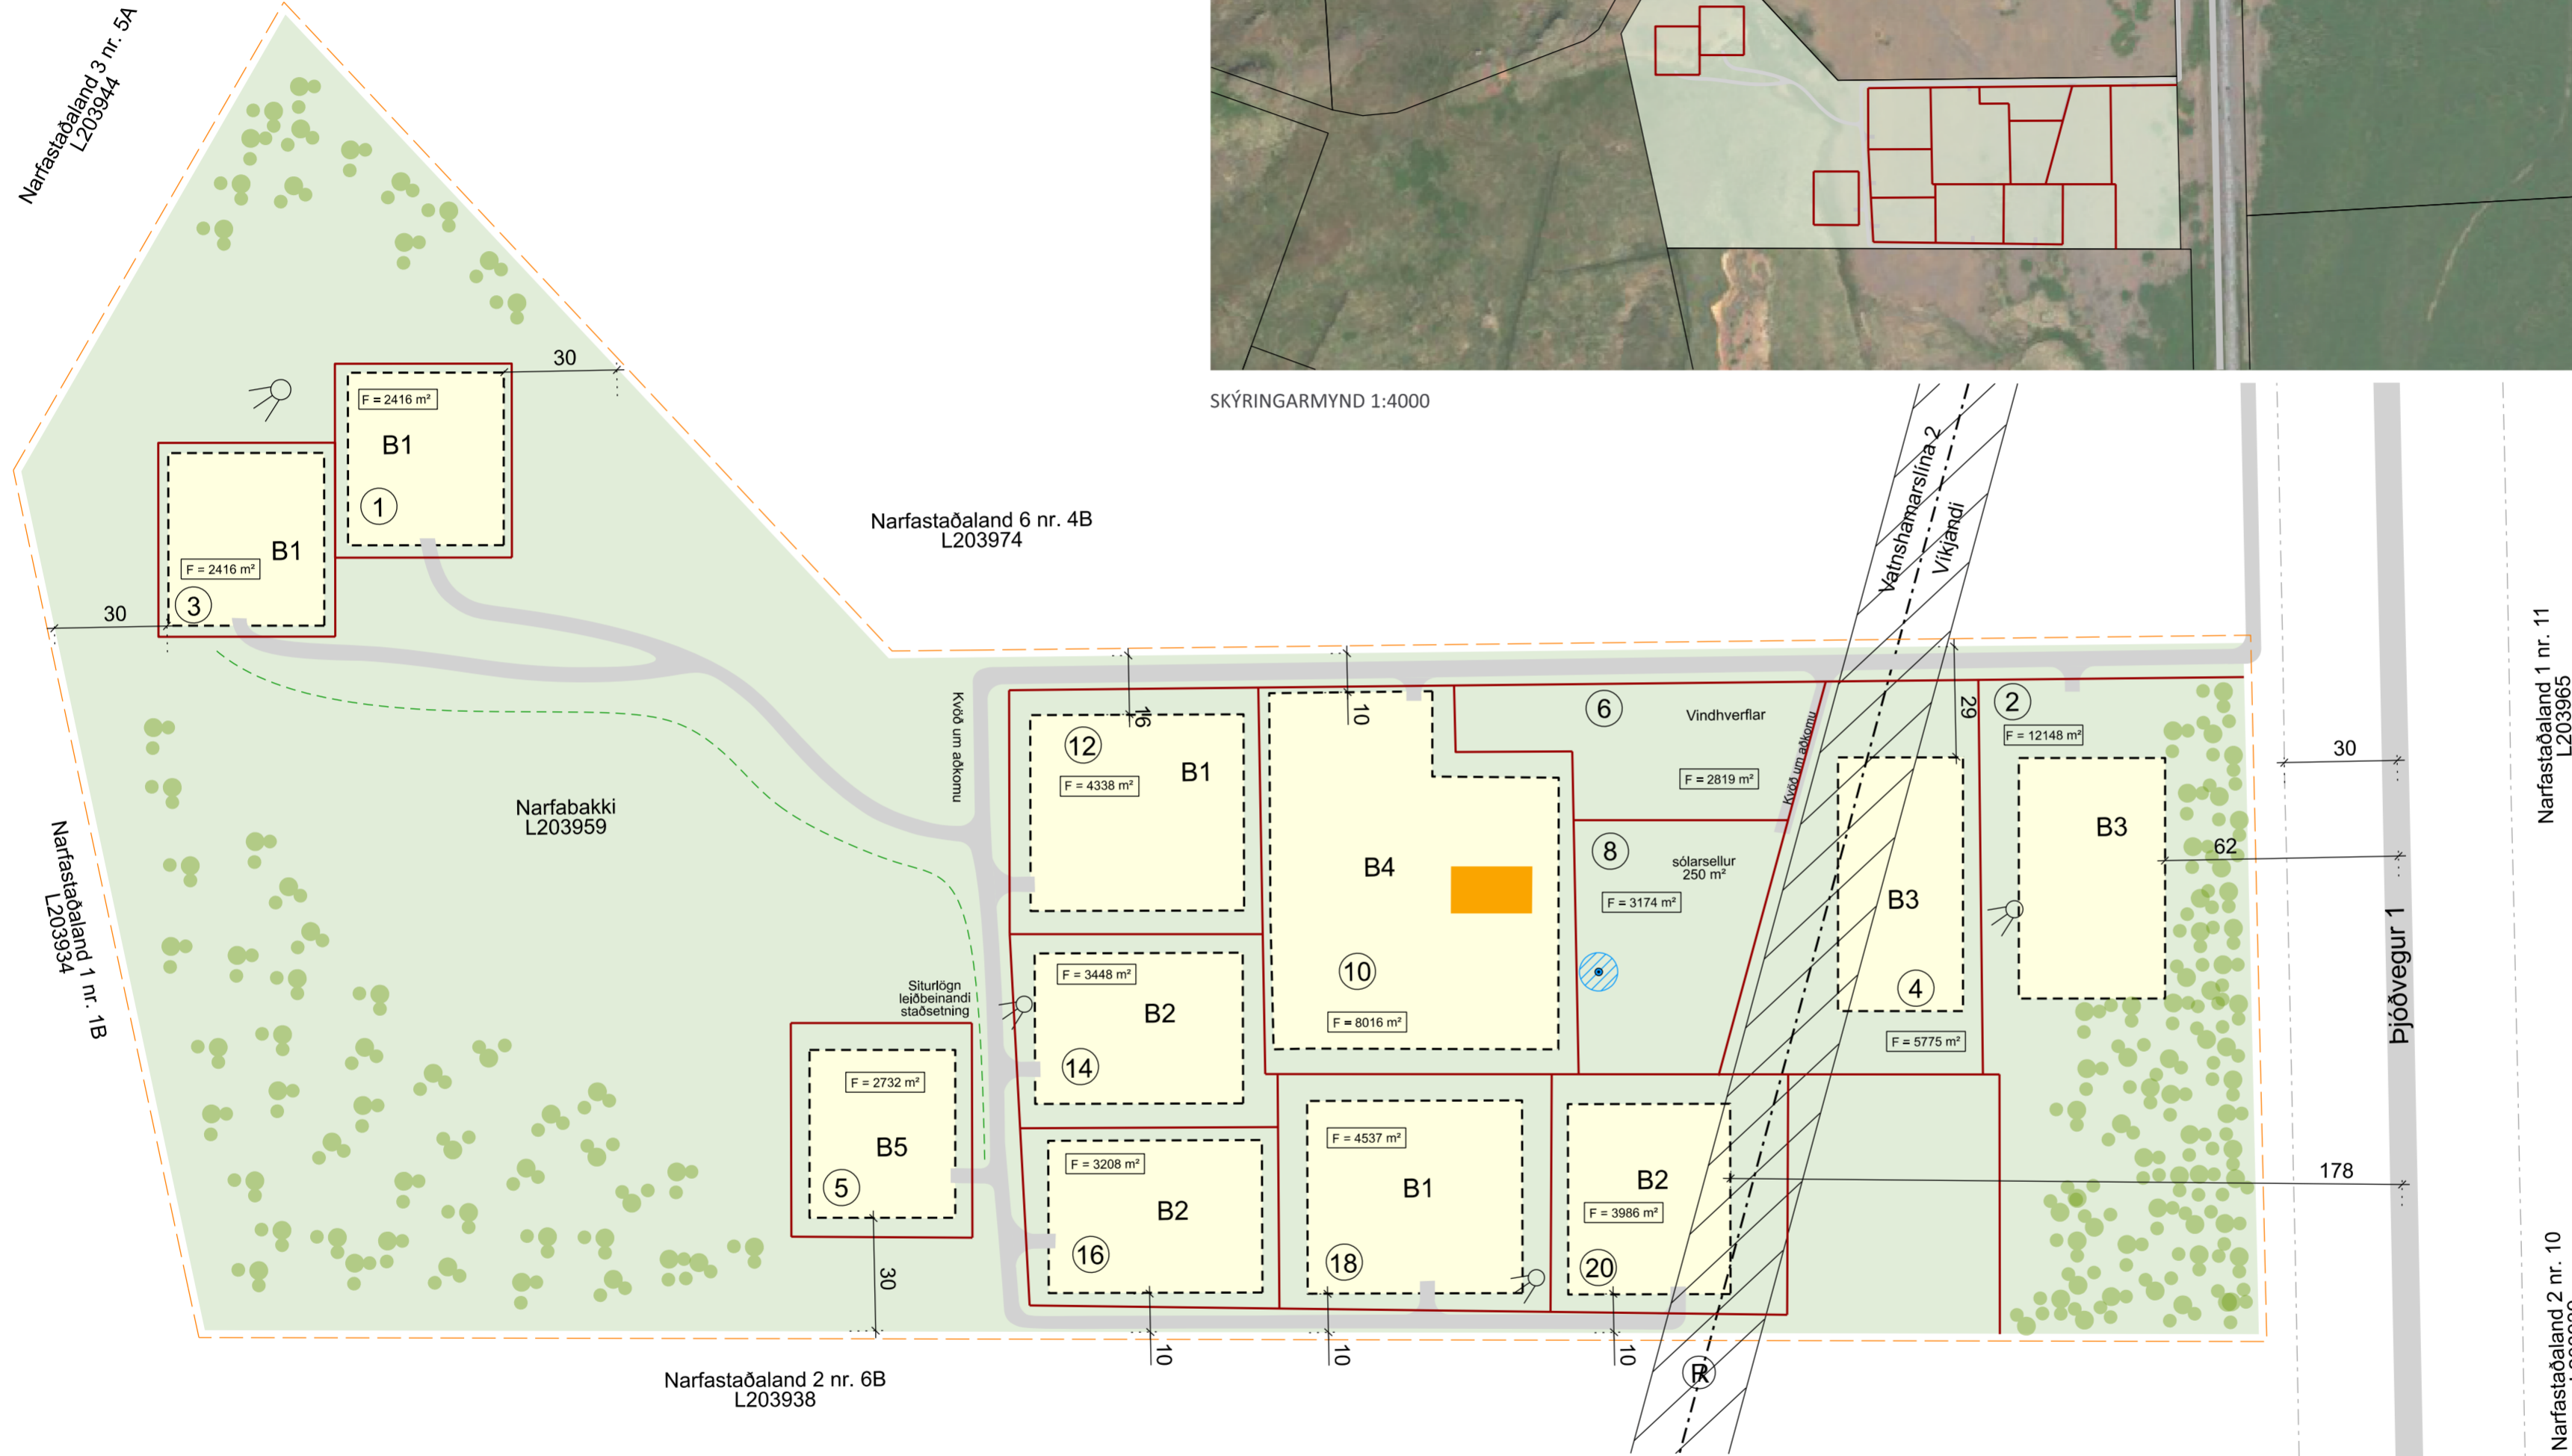 Narfastaðaland 3 nr. 5A
L203944
SKÝRINGARMYND 1:4000
30
F = 2416 m²
B1
1
B1
F = 2416 m²
3
30
Narfastaðaland 6 nr. 4B
L203974
Vatnshamarslína 2
Víkjandi
Narfastaðaland 1 nr. 11
L203965
Kvöð um aðkomu
16
12
F = 4338 m²
B1
10
B4
10
F = 8016 m²
6
Vindhverflar
F = 2819 m²
Kvöð um aðkomu
29
2
F = 12148 m²
B3
30
62
8
sólarsellur
250 m²
F = 3174 m²
B3
4
F = 5775 m²
Narfabakki
L203959
Narfastaðaland 1 nr. 1B
L203934
Siturlögn
leiðbeinandi
staðsetning
F = 3448 m²
B2
14
Þjóðvegur 1
F = 2732 m²
B5
5
30
F = 3208 m²
B2
16
10
F = 4537 m²
B1
18
10
B2
F = 3986 m²
20
10
178
Narfastaðaland 2 nr. 6B
L203938
Narfastaðaland 2 nr. 10